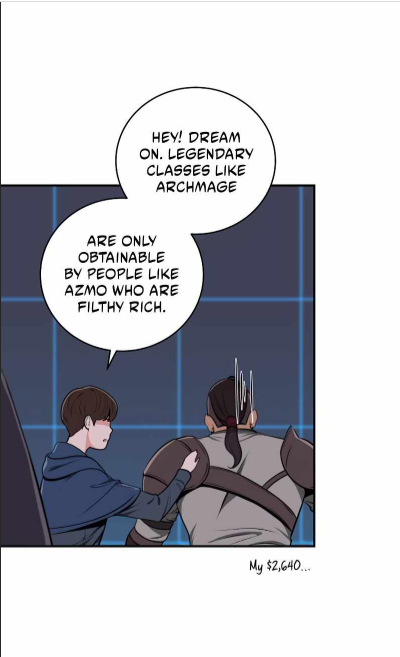 HEY! DREAM
ON. LEGENDARY
CLASSES LIKE
ARCHMAGE
ARE ONLY
OBTAINABLE
BY PEOPLE LIKE
AZMO WHO ARE
FILTHY RICH.
My $2,640...